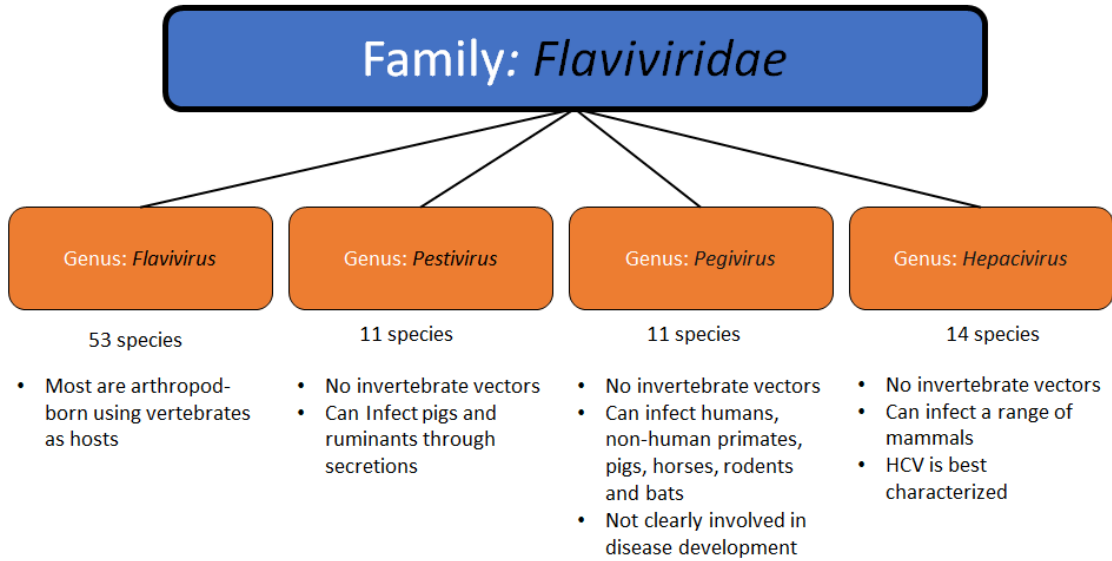 Family: Flaviviridae
Genus: Flavivirus
53 species
• Most are arthropod-
born using vertebrates
as hosts
Genus: Pestivirus
11 species
• No invertebrate vectors
• Can Infect pigs and
ruminants through
secretions
Genus: Pegivirus
11 species
• No invertebrate vectors
• Can infect humans,
non-human primates,
pigs, horses, rodents
and bats
• Not clearly involved in
disease development
Genus: Hepacivirus
14 species
• No invertebrate vectors
• Can infect a range of
mammals
• HCV is best
characterized